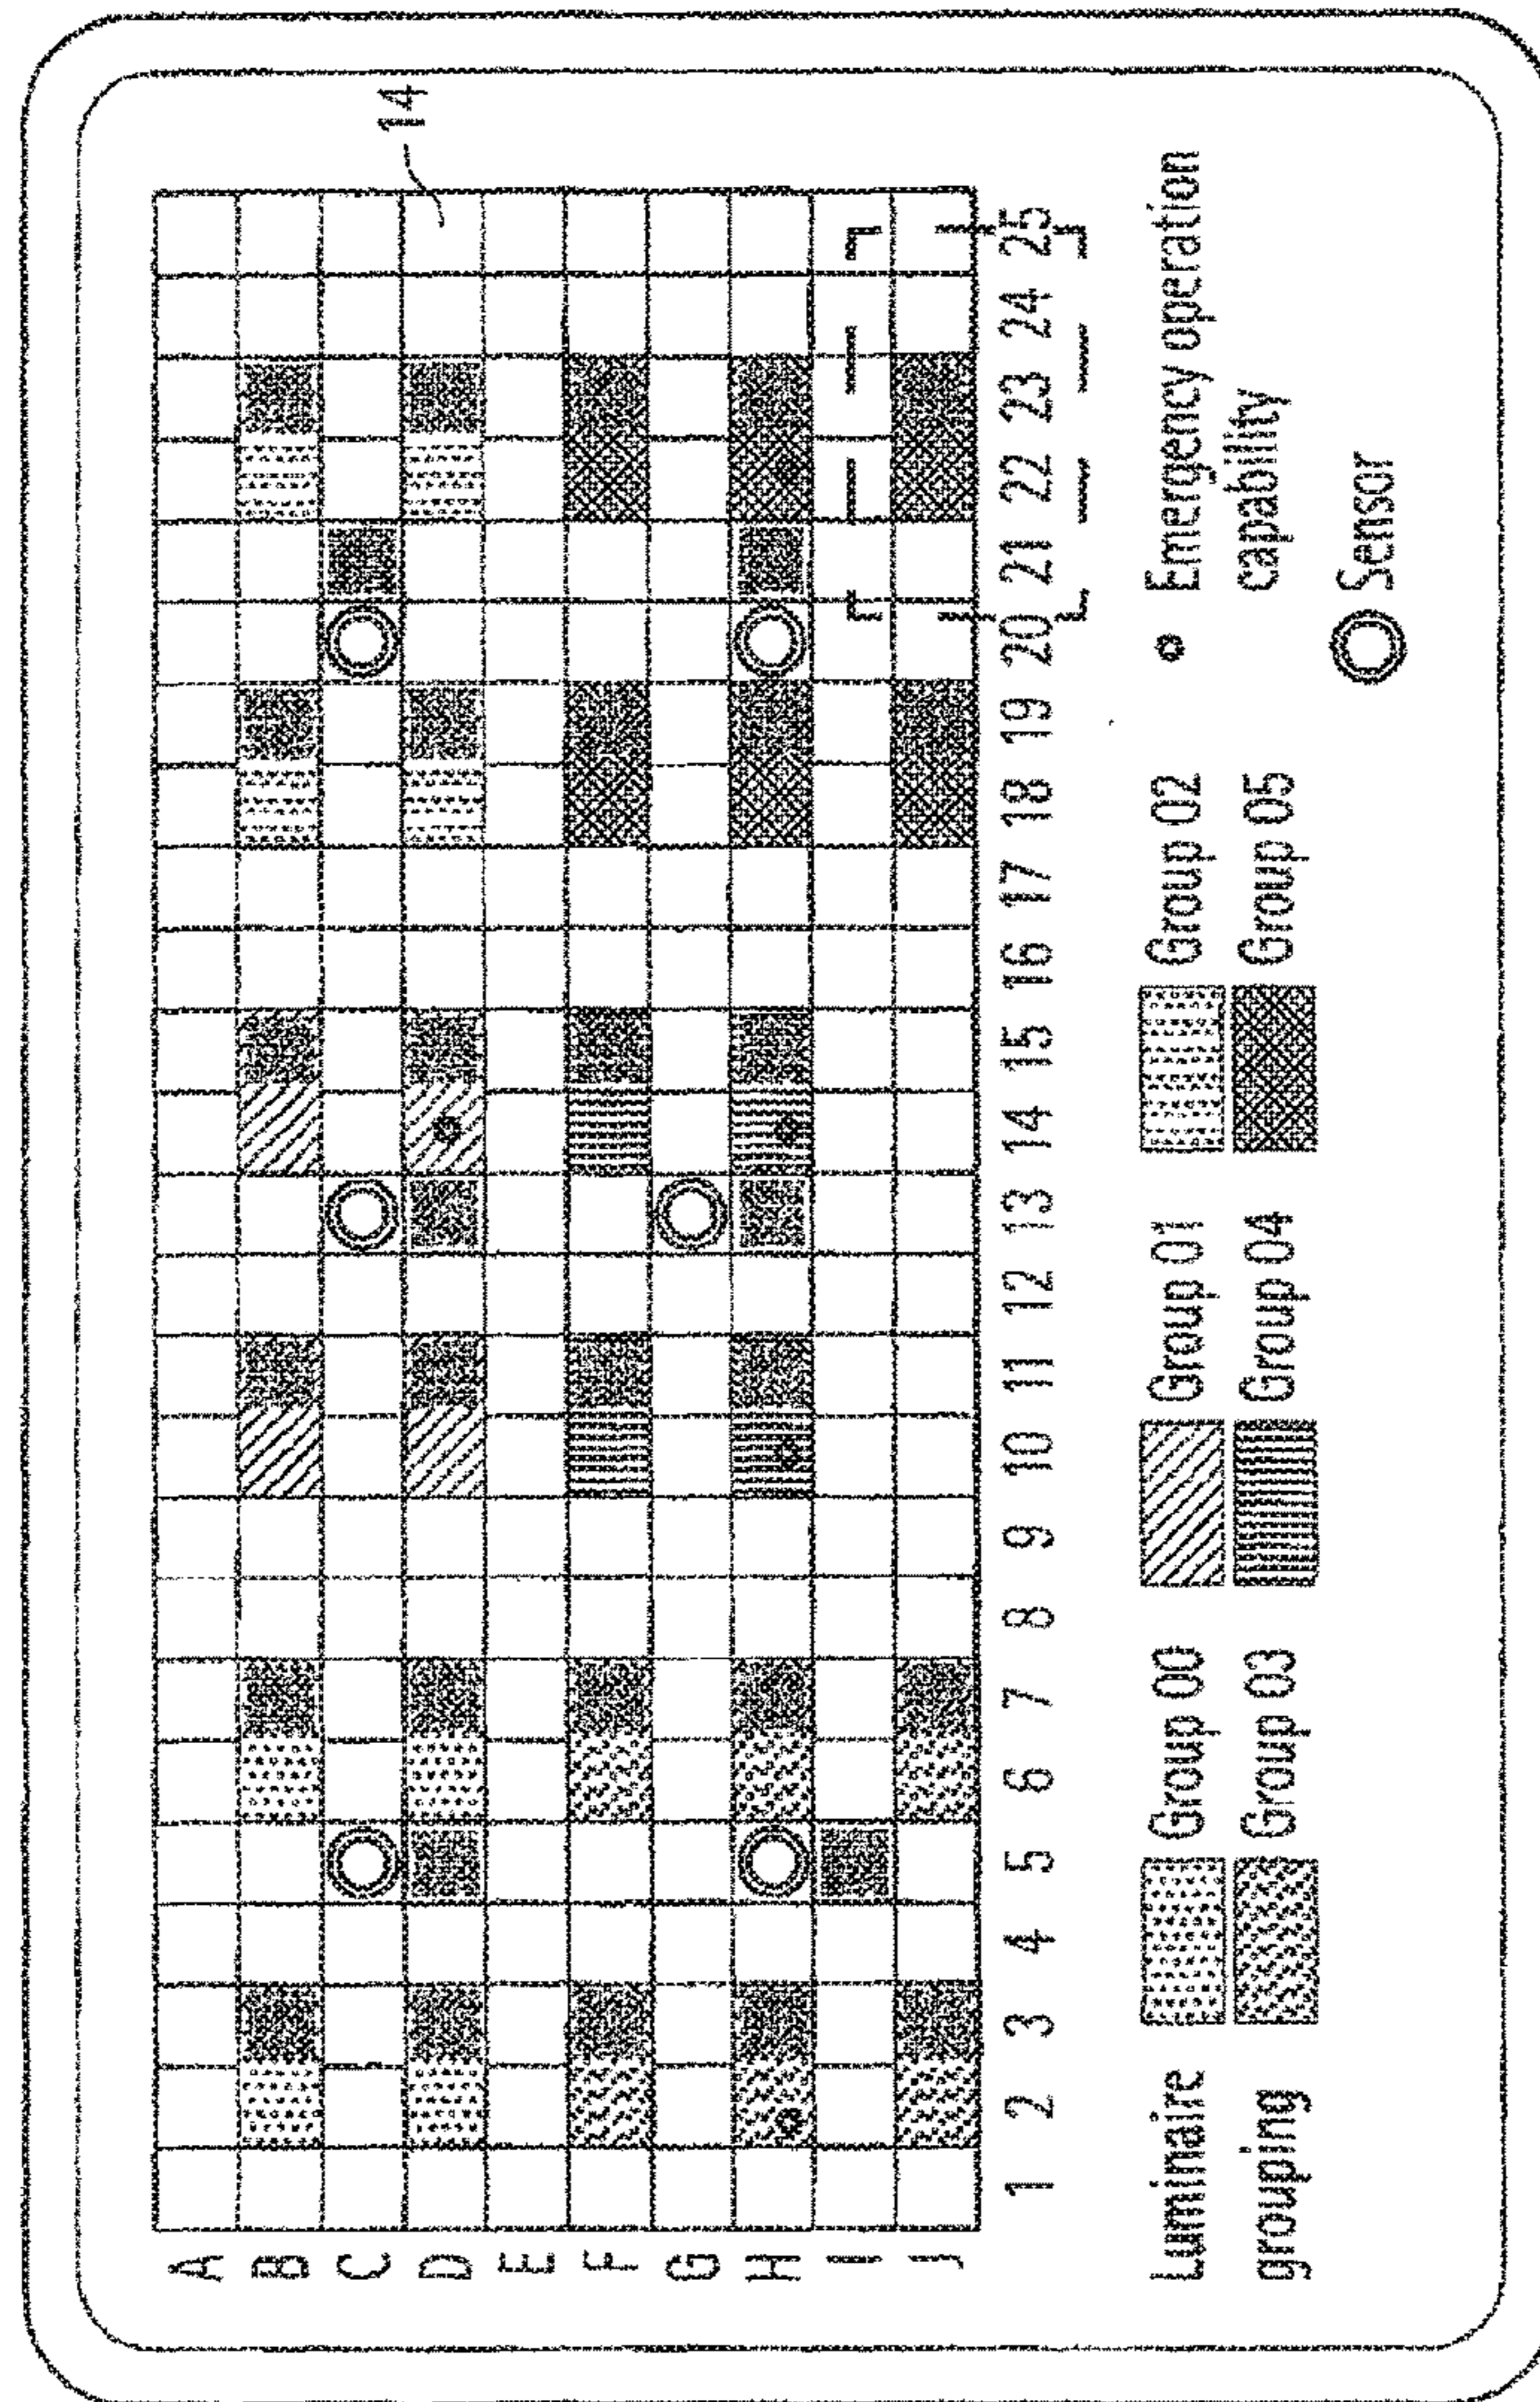 14
A
B
C
D
E
F
G
H
I
J
1 2 3 4 5 6 7 8 9 10 11 12 13 14 15 16 17 18 19 20 21 22 23 24 25
Luminaire grouping
Group 00
Group 01
Group 02
Group 03
Group 04
Group 05
Emergency operation
capability
Sensor